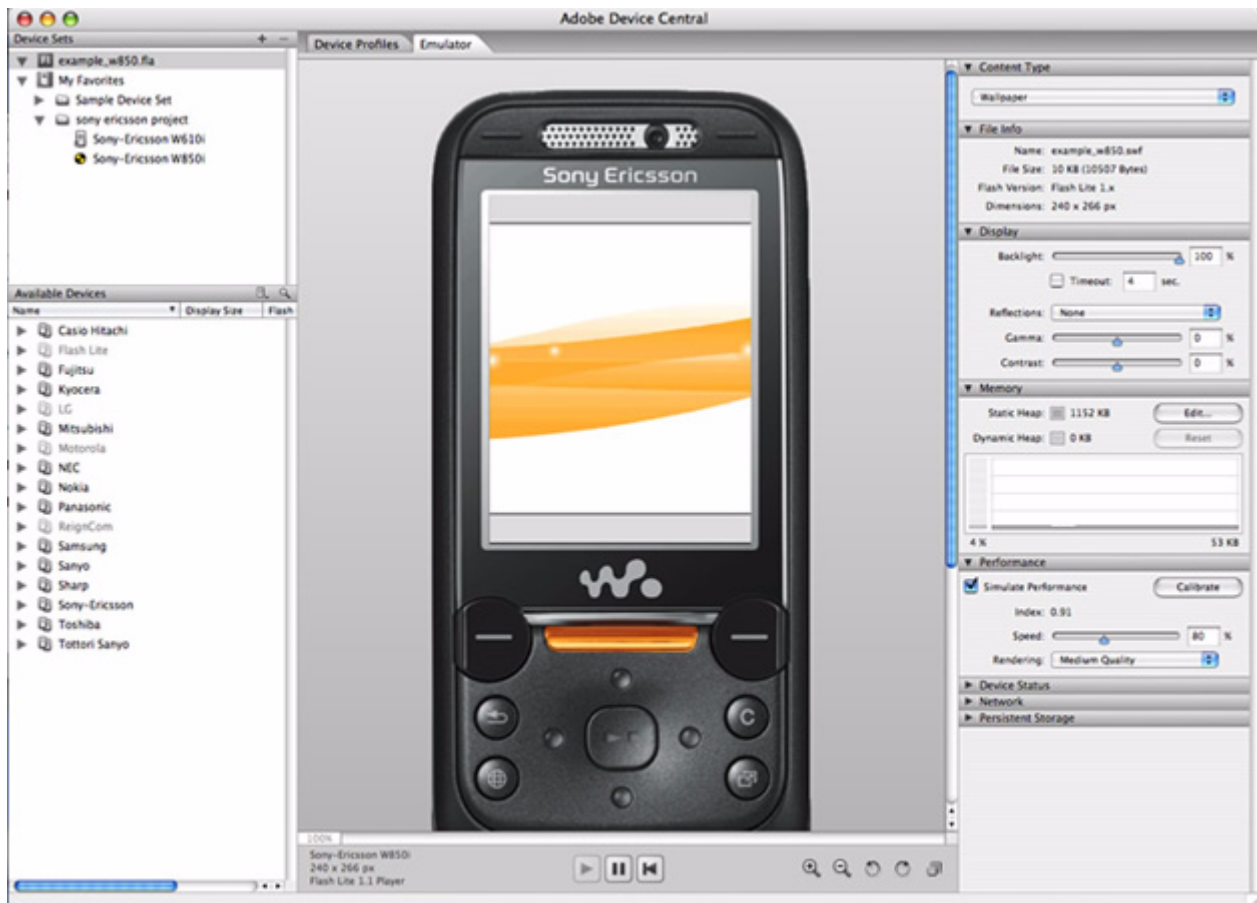 Adobe Device Central
Device Sets + −
example_w850.fla
My Favorites
Sample Device Set
sony ericsson project
Sony-Ericsson W610i
Sony-Ericsson W850i
Available Devices
Name Display Size Flash
Casio Hitachi
Flash Lite
Fujitsu
Kyocera
LG
Mitsubishi
Motorola
NEC
Nokia
Panasonic
ReignCom
Samsung
Sanyo
Sharp
Sony-Ericsson
Toshiba
Tottori Sanyo
Device Profiles Emulator
Sony Ericsson
C
100%
Sony-Ericsson W850i
240 x 266 px
Flash Lite 1.1 Player
Content Type
Wallpaper
File Info
Name: example_w850.swf
File Size: 10 KB (10507 Bytes)
Flash Version: Flash Lite 1.x
Dimensions: 240 x 266 px
Display
Backlight: 100 %
Timeout: 4 sec.
Reflections: None
Gamma: 0 %
Contrast: 0 %
Memory
Static Heap: 1152 KB Edit...
Dynamic Heap: 0 KB Reset
4 % 53 KB
Performance
Simulate Performance Calibrate
Index: 0.91
Speed: 80 %
Rendering: Medium Quality
Device Status
Network
Persistent Storage